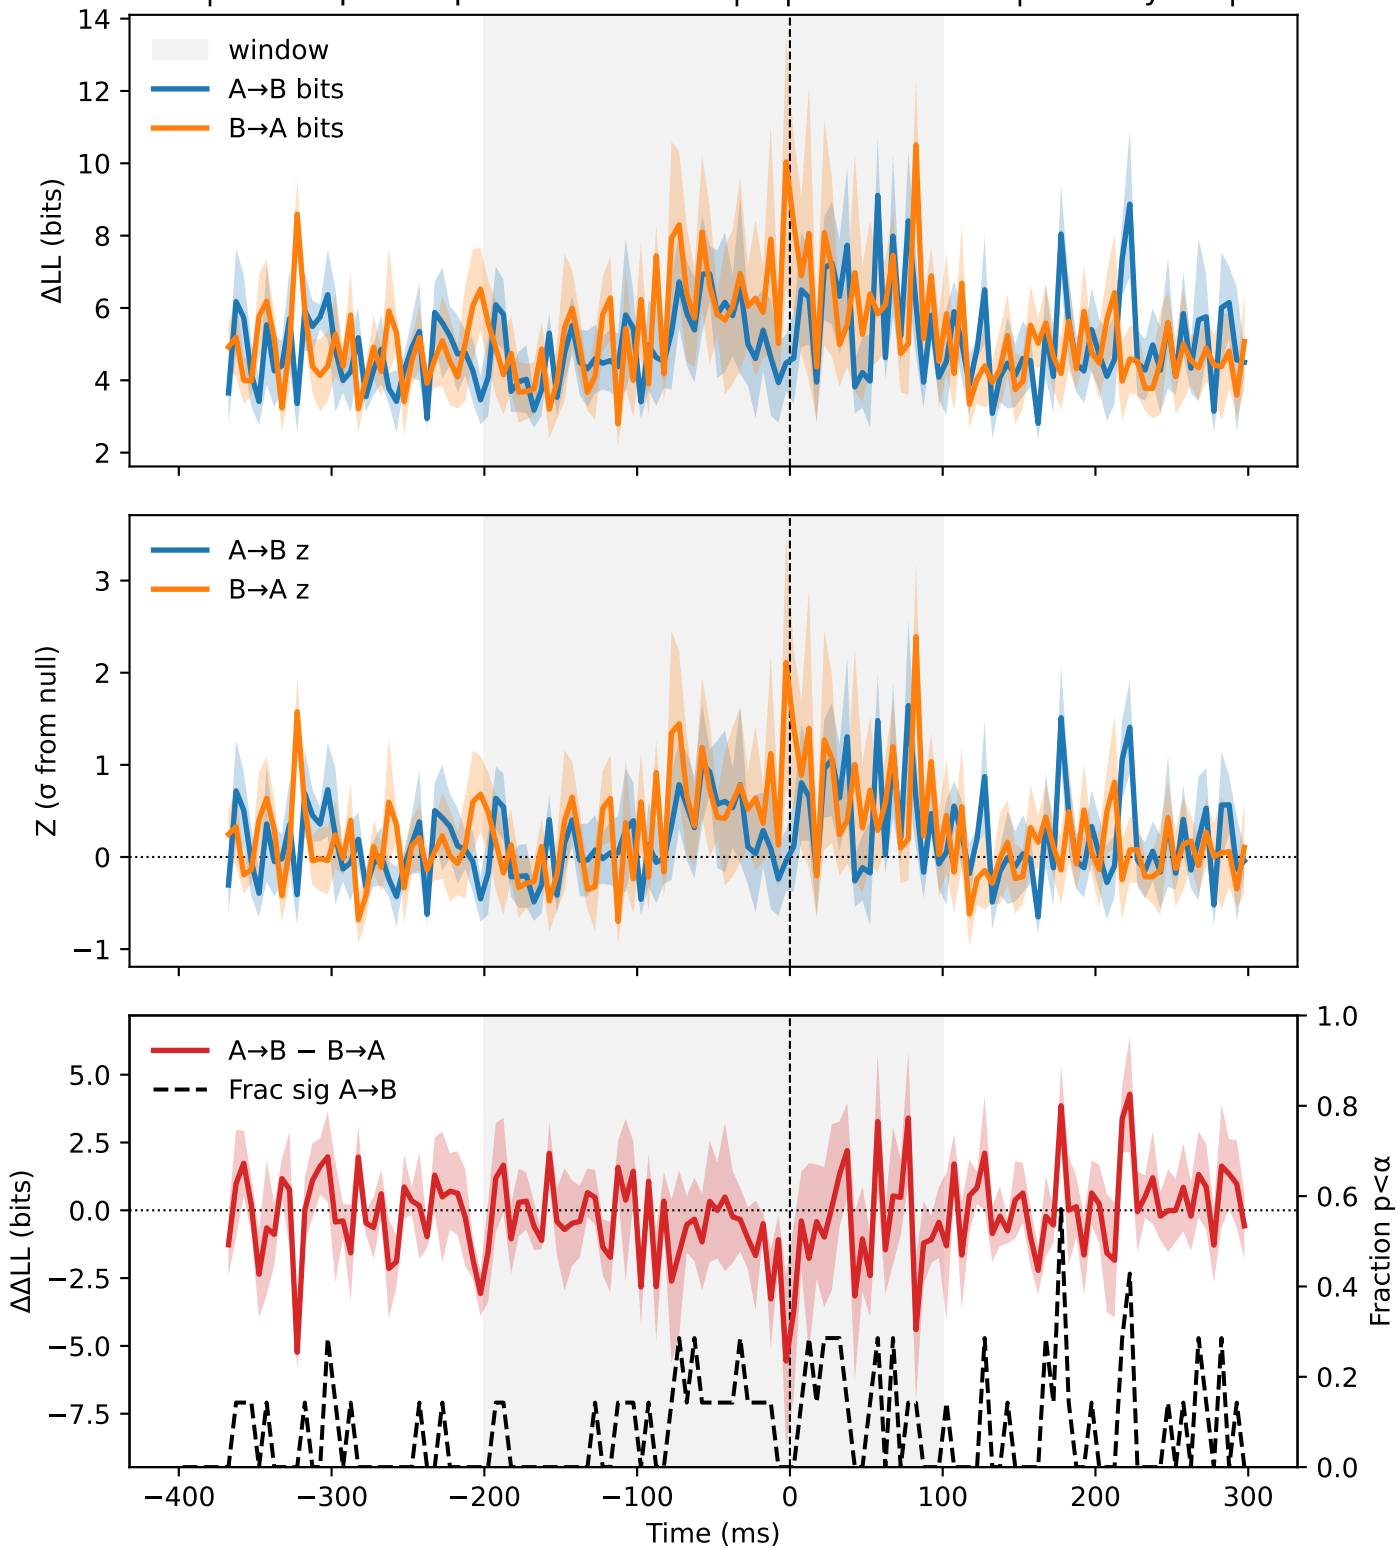 14
12
10
8
6
4
2
ΔLL (bits)
window
A→B bits
B→A bits
3
2
1
0
−1
Z (σ from null)
A→B z
B→A z
5.0
2.5
0.0
−2.5
−5.0
−7.5
ΔΔLL (bits)
A→B − B→A
Frac sig A→B
1.0
0.8
0.6
0.4
0.2
0.0
Fraction p<α
−400 −300 −200 −100 0 100 200 300
Time (ms)